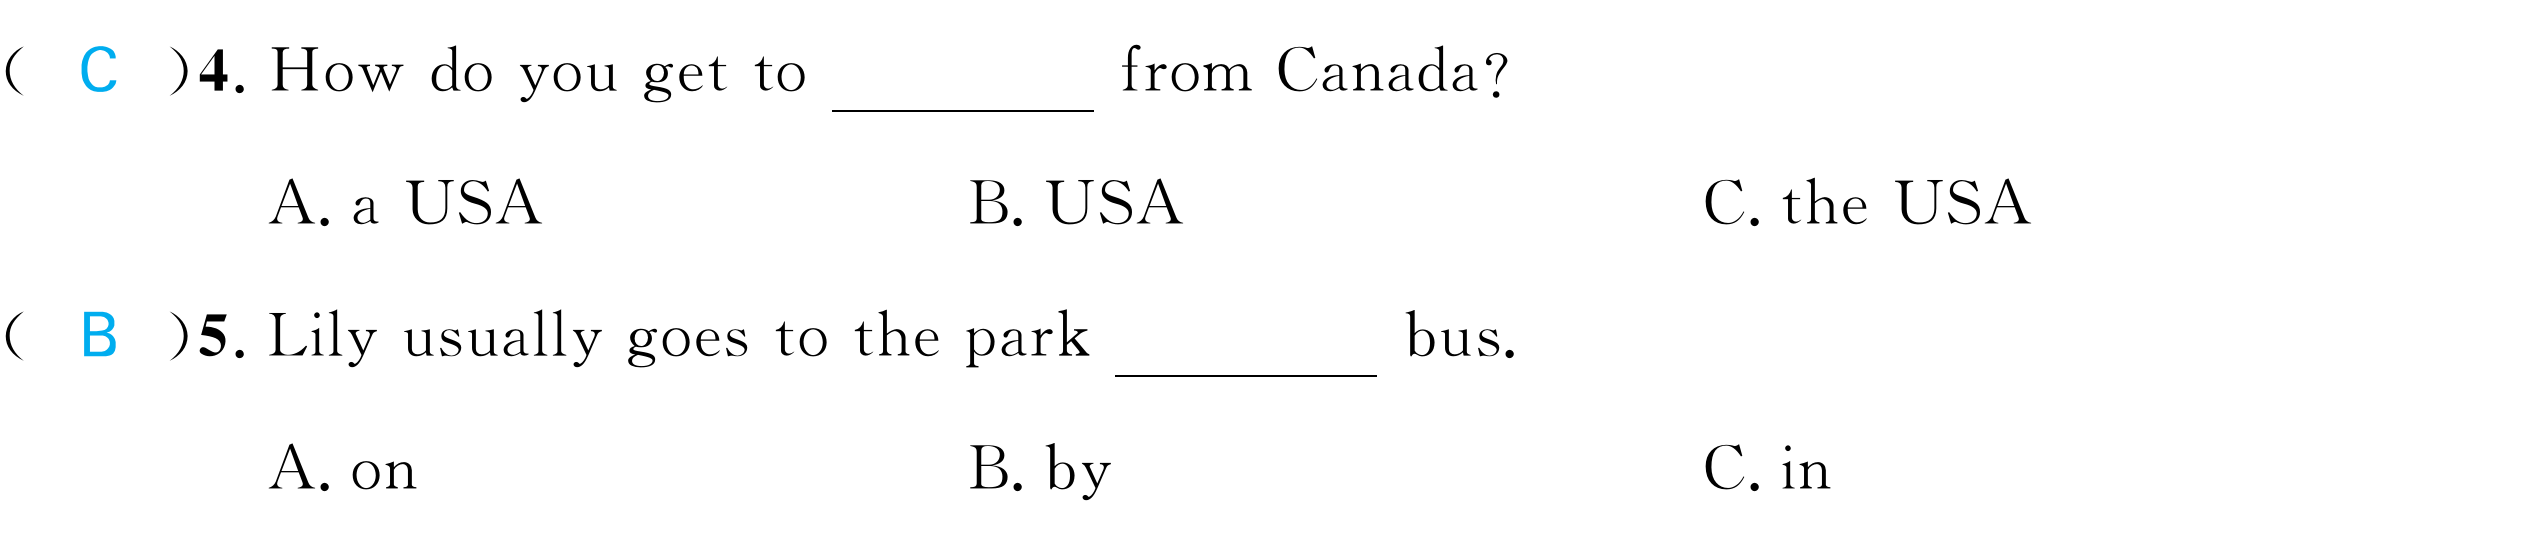 ( C )4. How do you get to ________ from Canada?
A. a USA B. USA C. the USA
( B )5. Lily usually goes to the park ________ bus.
A. on B. by C. in